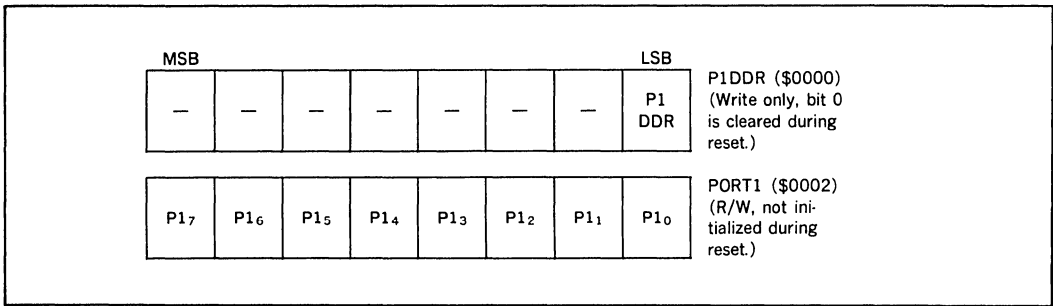 MSB LSB
— — — — — — — P1 DDR
P1DDR ($0000)
(Write only, bit 0
is cleared during
reset.)
P1₇ P1₆ P1₅ P1₄ P1₃ P1₂ P1₁ P1₀
PORT1 ($0002)
(R/W, not ini-
tialized during
reset.)